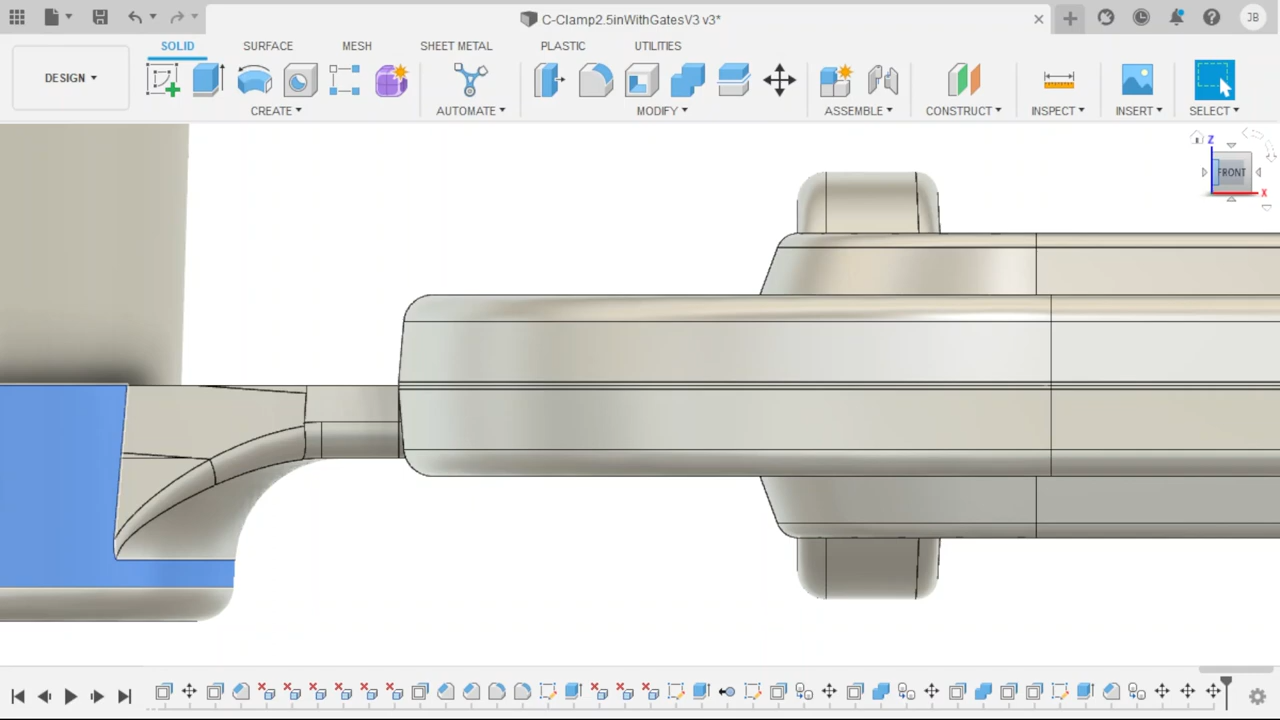 C-Clamp2.5inWithGatesV3 v3*
JB
SOLID SURFACE MESH SHEET METAL PLASTIC UTILITIES
DESIGN
CREATE AUTOMATE MODIFY ASSEMBLE CONSTRUCT INSPECT INSERT SELECT
Z
FRONT
X